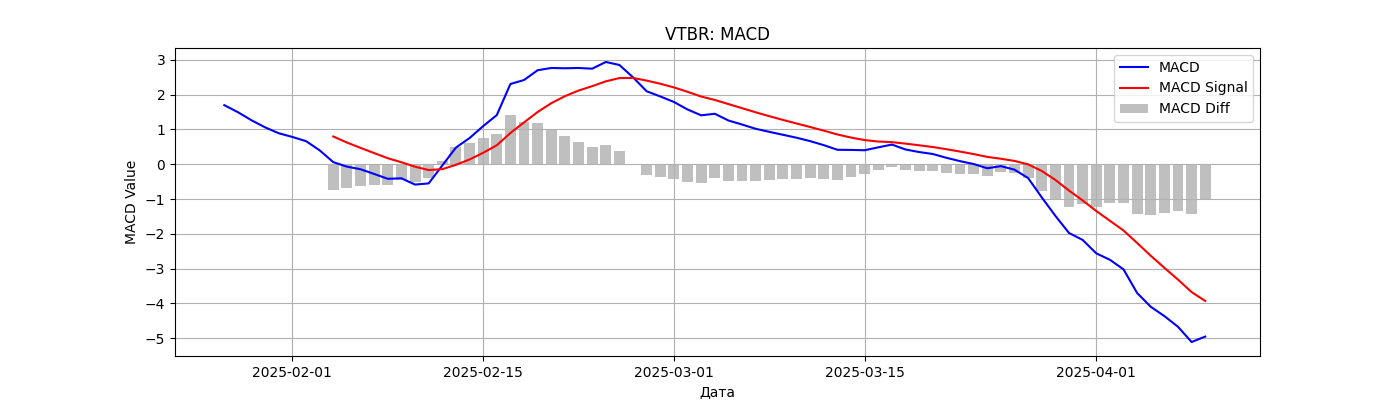 VTBR: MACD
MACD
MACD Signal
MACD Diff
MACD Value
3
2
1
0
−1
−2
−3
−4
−5
2025-02-01
2025-02-15
2025-03-01
2025-03-15
2025-04-01
Дата